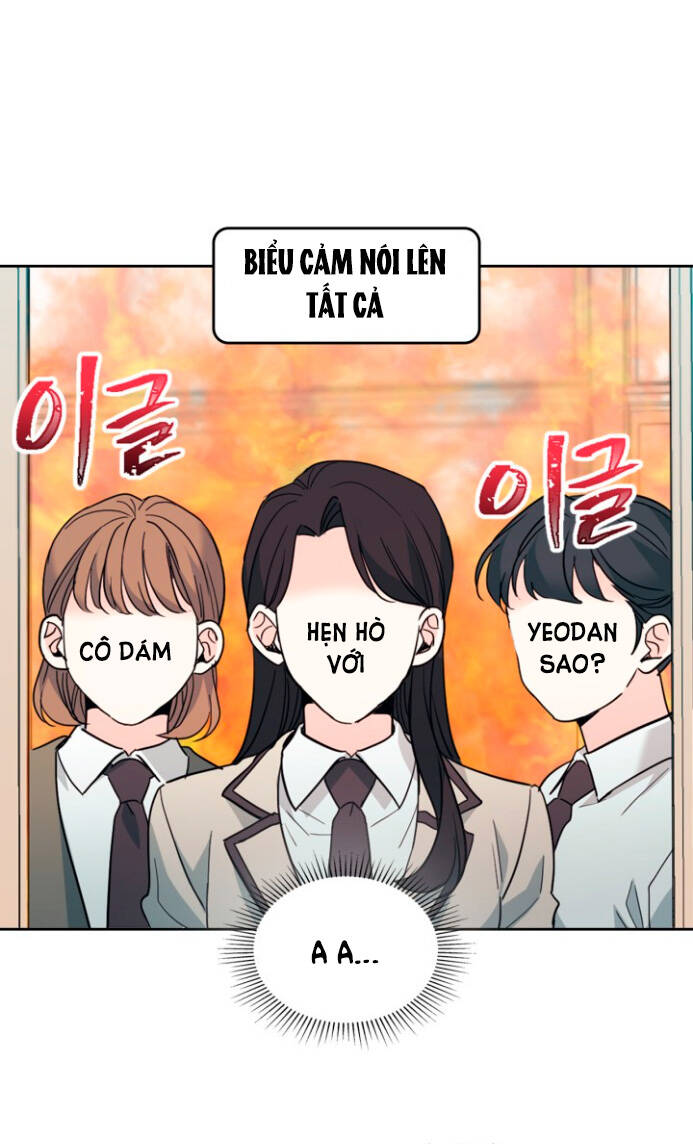 BIỂU CẢM NÓI LÊN
TẤT CẢ
이글
이글
CÔ DÁM
HẸN HÒ
VỚI
YEODAN
SAO?
A A...